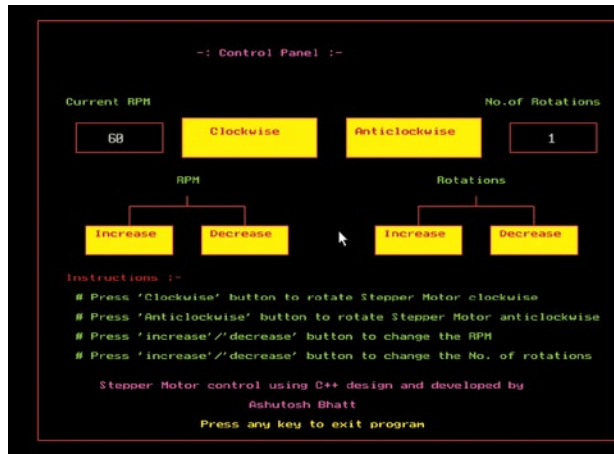 -: Control Panel :-
Current RPM
No.of Rotations
60
Clockwise
Anticlockwise
1
RPM
Rotations
Increase
Decrease
Increase
Decrease
Instructions :-
# Press 'Clockwise' button to rotate Stepper Motor clockwise
# Press 'Anticlockwise' button to rotate Stepper Motor anticlockwise
# Press 'increase'/'decrease' button to change the RPM
# Press 'increase'/'decrease' button to change the No. of rotations
Stepper Motor control using C++ design and developed by
Ashutosh Bhatt
Press any key to exit program